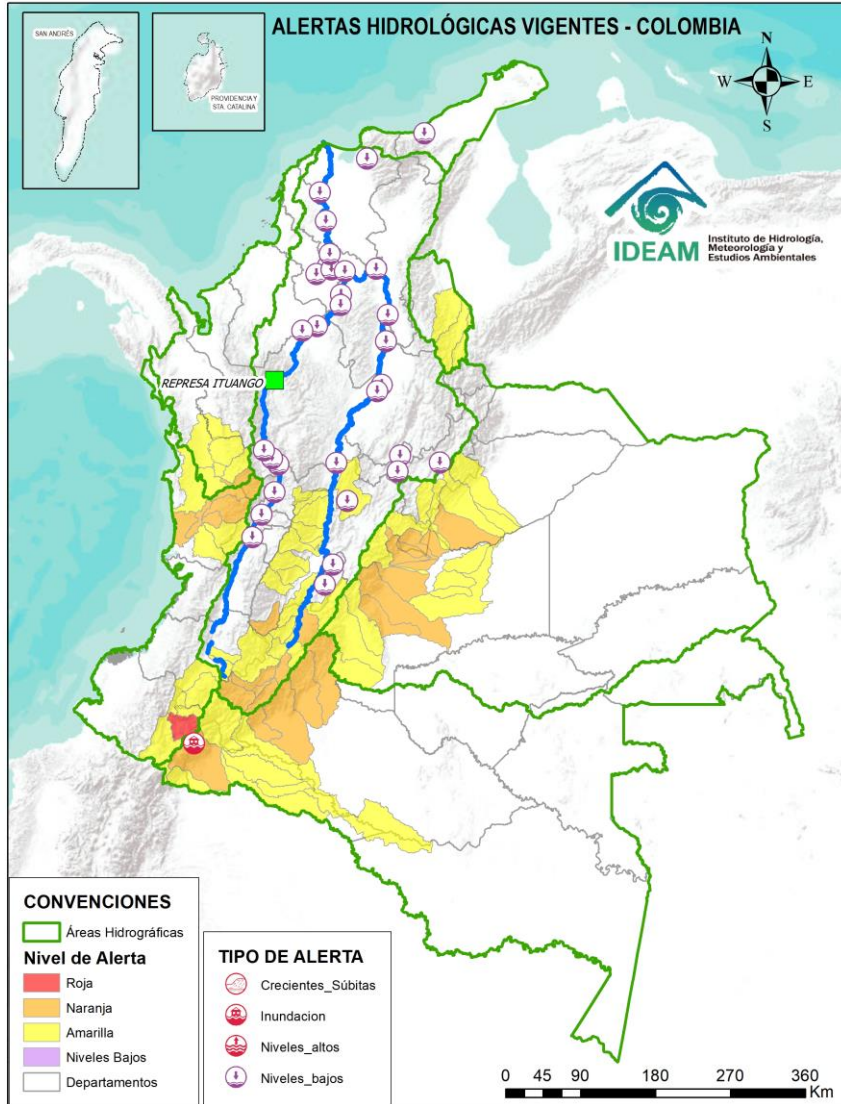 ALERTAS HIDROLÓGICAS VIGENTES - COLOMBIA
SAN ANDRÉS
PROVIDENCIA Y
STA. CATALINA
N
W
E
S
IDEAM
Instituto de Hidrología,
Meteorología y
Estudios Ambientales
REPRESA ITUANGO
CONVENCIONES
Áreas Hidrográficas
Nivel de Alerta
Roja
Naranja
Amarilla
Niveles Bajos
Departamentos
TIPO DE ALERTA
Crecientes_Súbitas
Inundacion
Niveles_altos
Niveles_bajos
0 45 90 180 270 360
Km